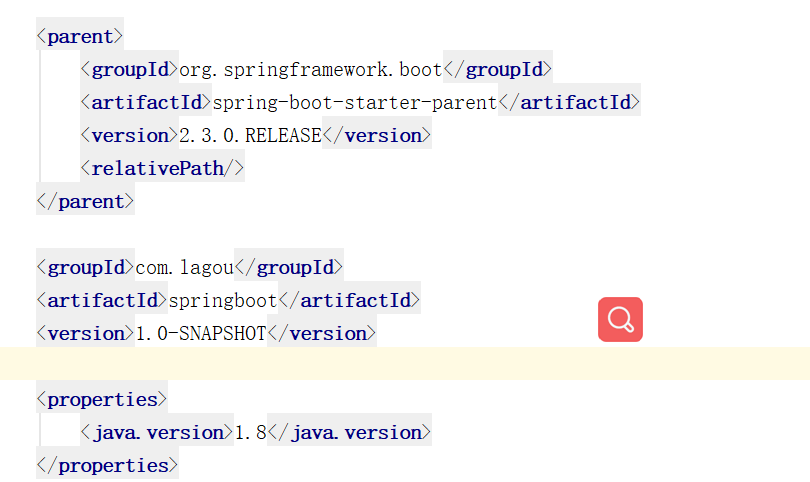 <parent>
<groupId>org.springframework.boot</groupId>
<artifactId>spring-boot-starter-parent</artifactId>
<version>2.3.0.RELEASE</version>
<relativePath/>
</parent>
<groupId>com.lagou</groupId>
<artifactId>springboot</artifactId>
<version>1.0-SNAPSHOT</version>
<properties>
<java.version>1.8</java.version>
</properties>